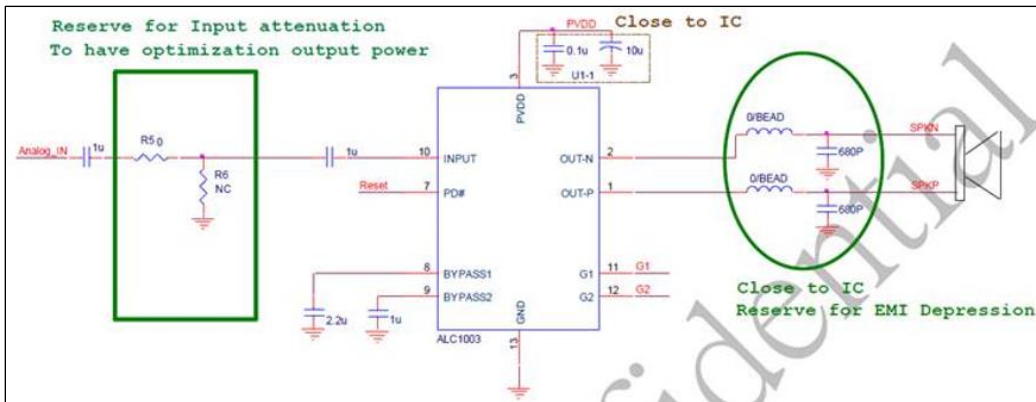 Reserve for Input attenuation
To have optimization output power
PVDD
Close to IC
0.1u
10u
U1-1
3
PVDD
Analog_IN
1u
R5 0
R6
NC
1u
10
INPUT
Reset
7
PD#
OUT-N
2
OUT-P
1
0/BEAD
SPKN
680P
0/BEAD
SPKP
680P
8
BYPASS1
9
BYPASS2
2.2u
1u
G1
11
G1
G2
12
G2
GND
13
ALC1003
Close to IC
Reserve for EMI Depression
fidential